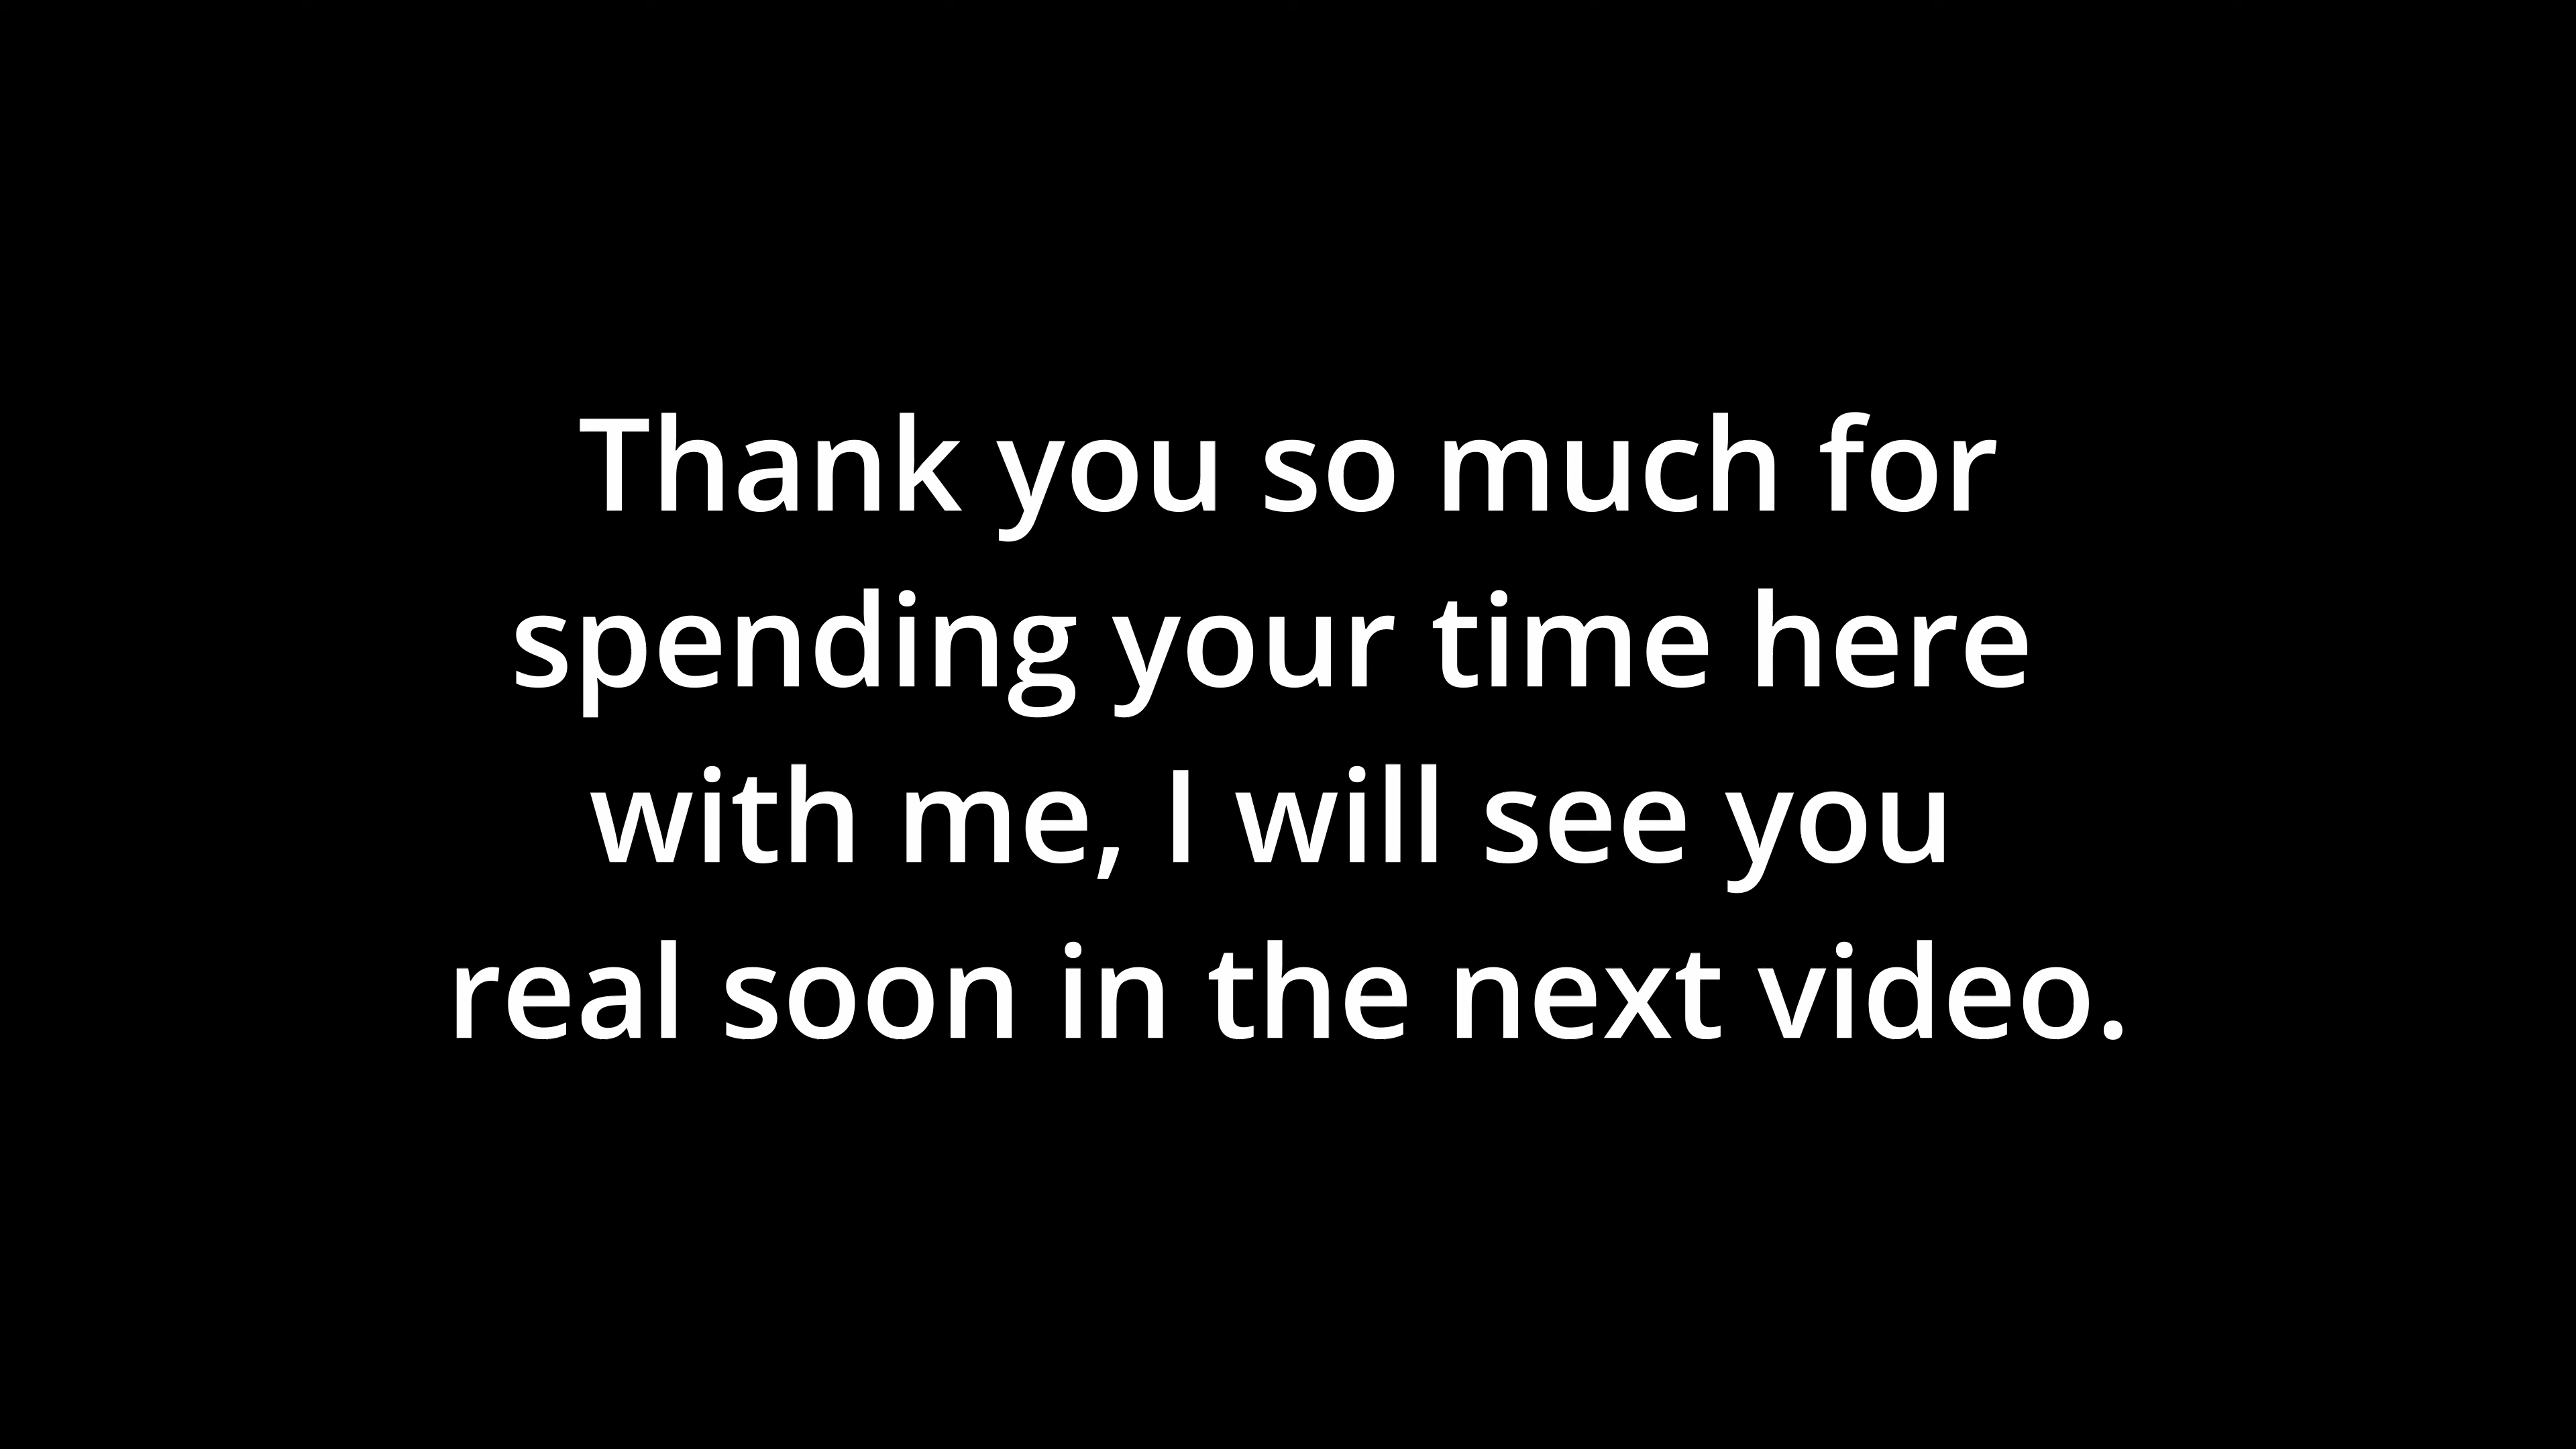 Thank you so much for
spending your time here
with me, I will see you
real soon in the next video.